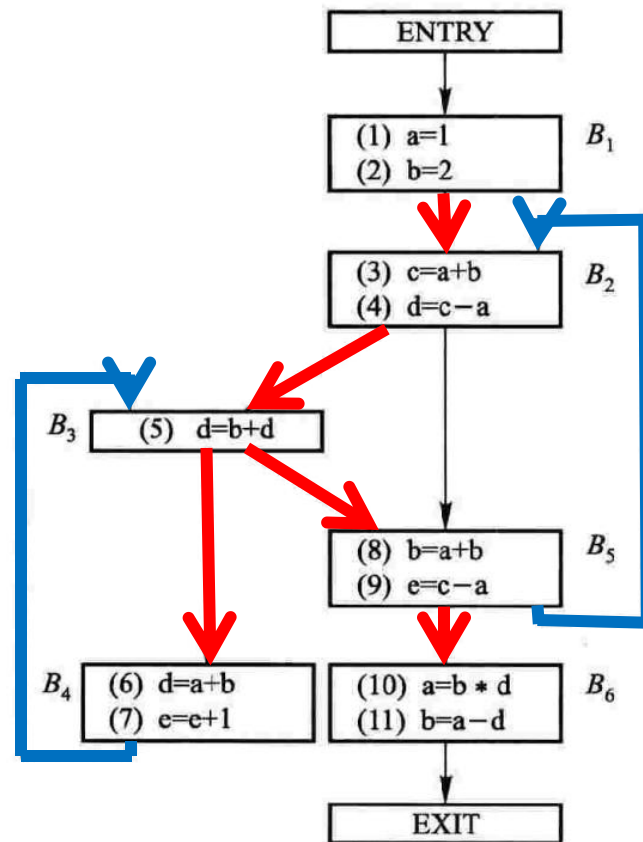 ENTRY
(1) a=1
(2) b=2
B1
(3) c=a+b
(4) d=c−a
B2
B3
(5) d=b+d
(8) b=a+b
(9) e=c−a
B5
B4
(6) d=a+b
(7) e=e+1
(10) a=b * d
(11) b=a−d
B6
EXIT